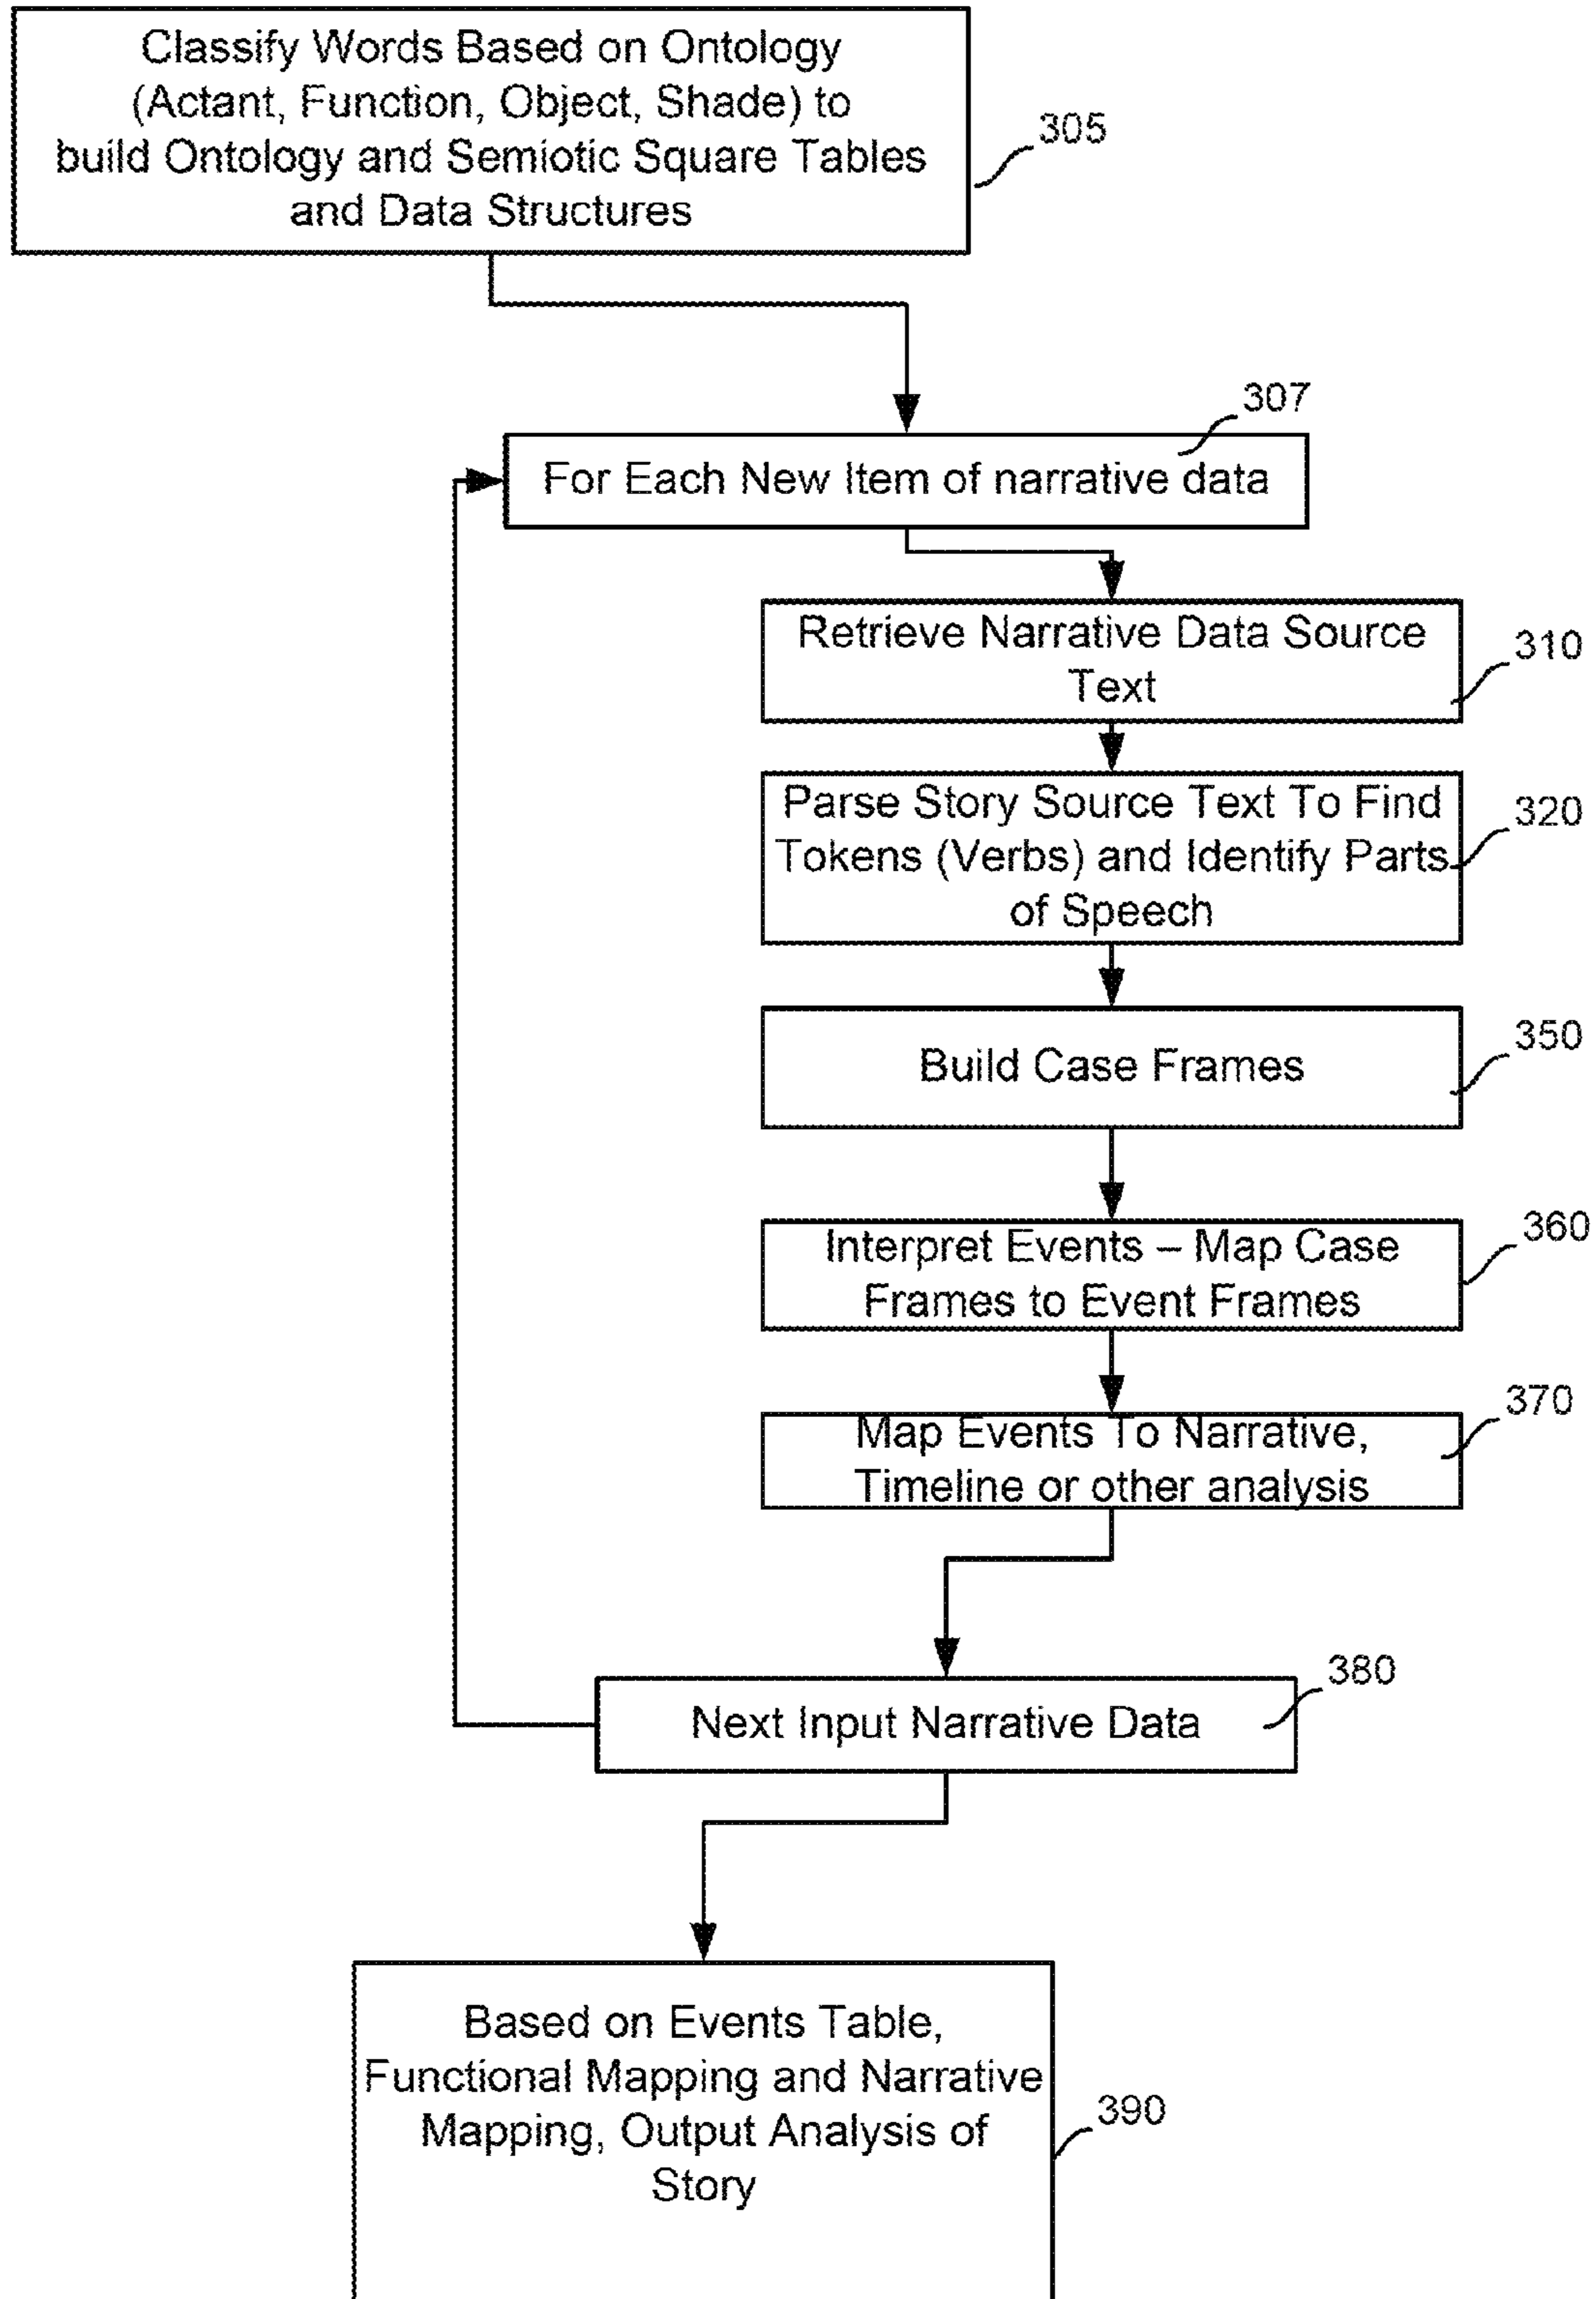 Classify Words Based on Ontology
(Actant, Function, Object, Shade) to
build Ontology and Semiotic Square Tables
and Data Structures
305
307
For Each New Item of narrative data
Retrieve Narrative Data Source
Text
310
Parse Story Source Text To Find
Tokens (Verbs) and Identify Parts
of Speech
320
Build Case Frames
350
Interpret Events – Map Case
Frames to Event Frames
360
Map Events To Narrative,
Timeline or other analysis
370
Next Input Narrative Data
380
Based on Events Table,
Functional Mapping and Narrative
Mapping, Output Analysis of
Story
390